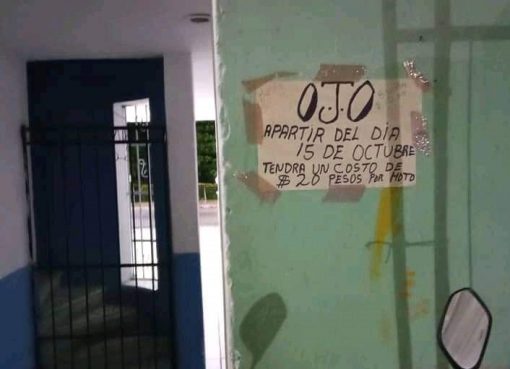 OJO
APARTIR DEL DIA
15 DE OCTUBRE
TENDRA UN COSTO DE
$ 20 PESOS POR MOTO